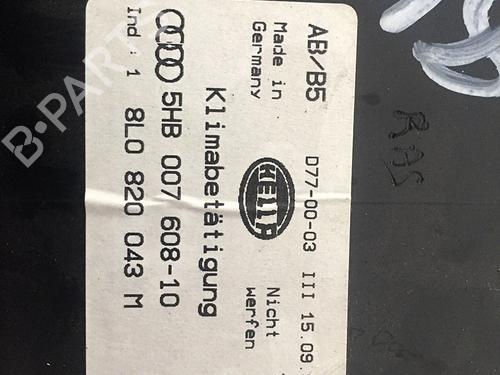 AB/B5
D77-00-03 III 15.09.
Made in
Germany
HELLA
Nicht
werfen
Klimabetätigung
5HB 007 608-10
Ind. 1 8L0 820 043 M
RAS
B-PARTS